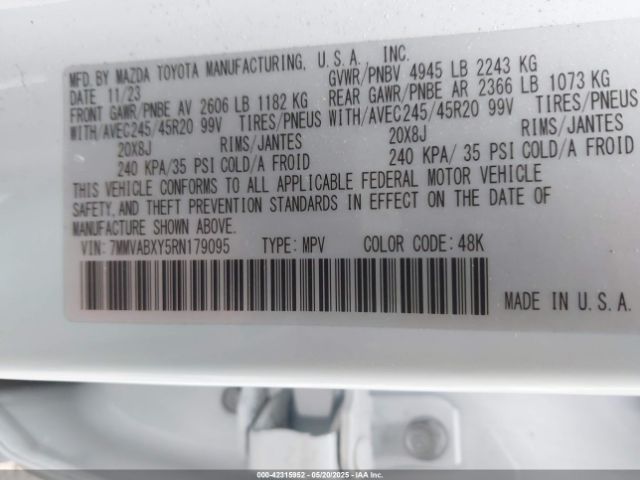 MFD. BY MAZDA TOYOTA MANUFACTURING, U.S.A. INC.
DATE 11/23 GVWR/PNBV 4945 LB 2243 KG
FRONT GAWR/PNBE AV 2606 LB 1182 KG REAR GAWR/PNBE AR 2366 LB 1073 KG
WITH/AVEC245/45R20 99V TIRES/PNEUS WITH/AVEC245/45R20 99V TIRES/PNEUS
20X8J RIMS/JANTES 20X8J RIMS/JANTES
240 KPA/35 PSI COLD/A FROID 240 KPA/ 35 PSI COLD/A FROID
THIS VEHICLE CONFORMS TO ALL APPLICABLE FEDERAL MOTOR VEHICLE
SAFETY, AND THEFT PREVENTION STANDARDS IN EFFECT ON THE DATE OF
MANUFACTURE SHOWN ABOVE.
VIN: 7MMVABXY5RN179095 TYPE: MPV COLOR CODE: 48K
MADE IN U.S.A.
00-42315952 — 05/20/2025 — IAAI.COM